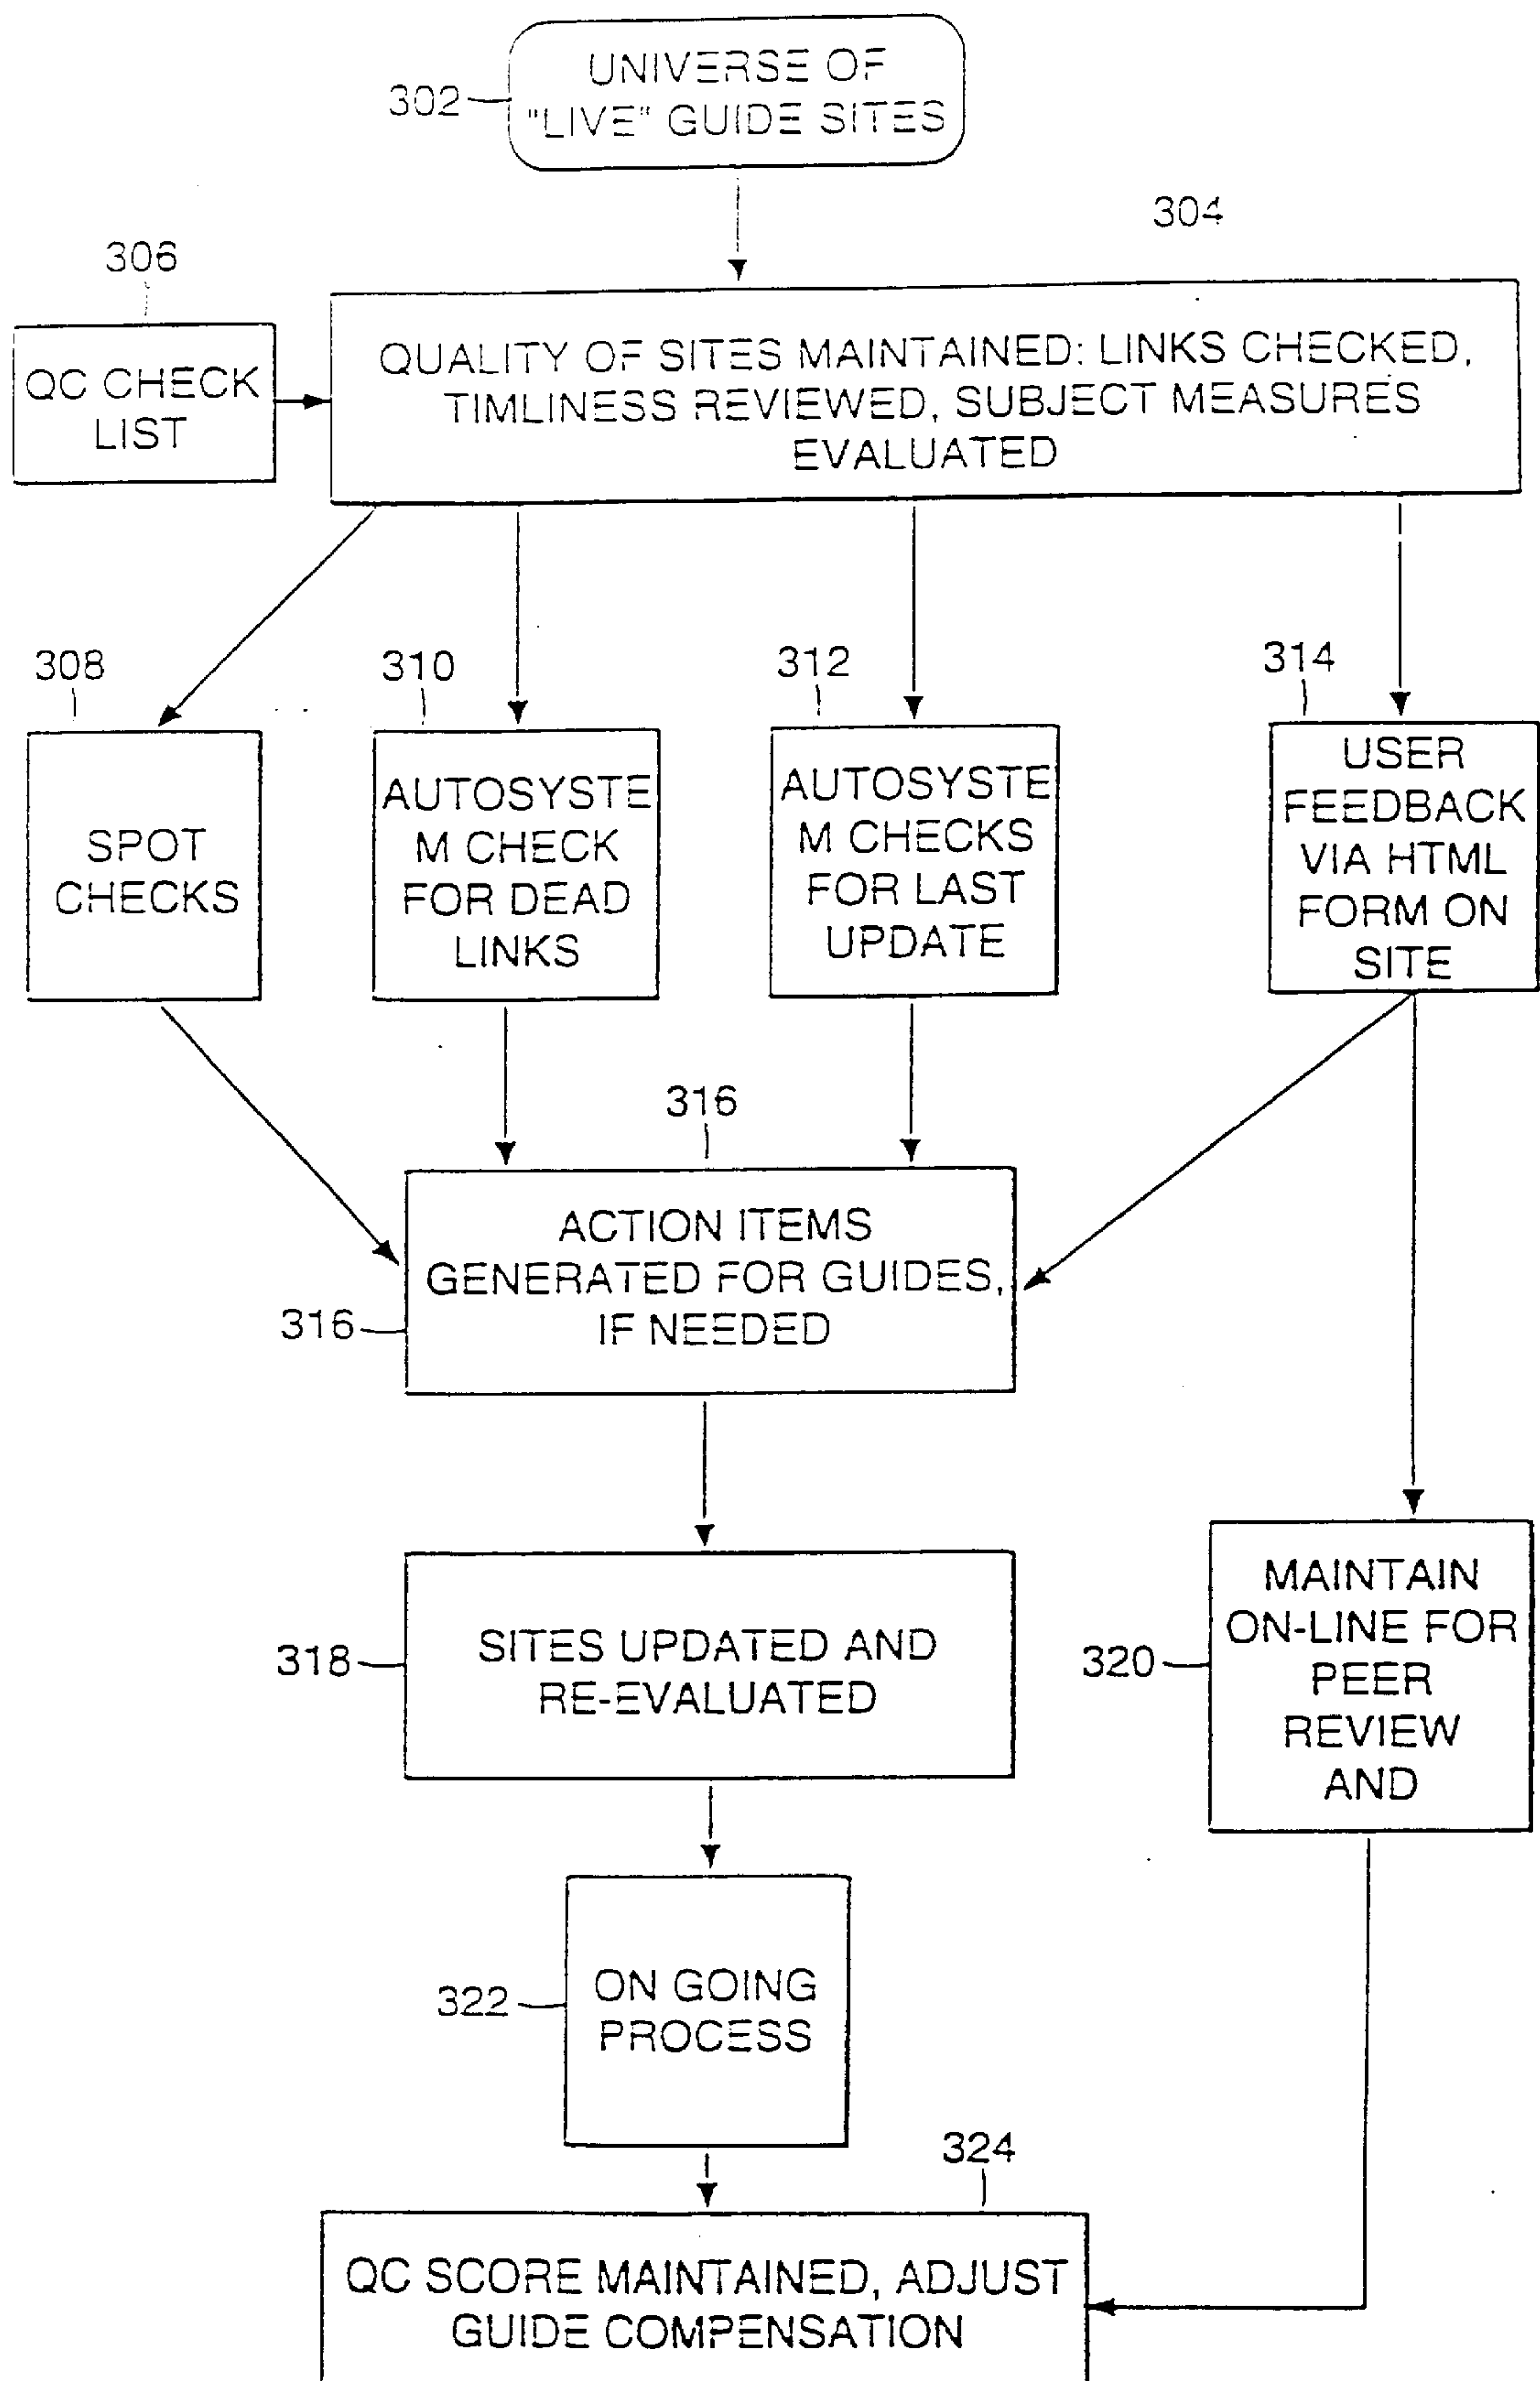 302
UNIVERSE OF
"LIVE" GUIDE SITES
304
306
QC CHECK
LIST
QUALITY OF SITES MAINTAINED: LINKS CHECKED,
TIMLINESS REVIEWED, SUBJECT MEASURES
EVALUATED
308
SPOT
CHECKS
310
AUTOSYSTE
M CHECK
FOR DEAD
LINKS
312
AUTOSYSTE
M CHECKS
FOR LAST
UPDATE
314
USER
FEEDBACK
VIA HTML
FORM ON
SITE
316
ACTION ITEMS
GENERATED FOR GUIDES,
IF NEEDED
316
318
SITES UPDATED AND
RE-EVALUATED
320
MAINTAIN
ON-LINE FOR
PEER
REVIEW
AND
322
ON GOING
PROCESS
324
QC SCORE MAINTAINED, ADJUST
GUIDE COMPENSATION